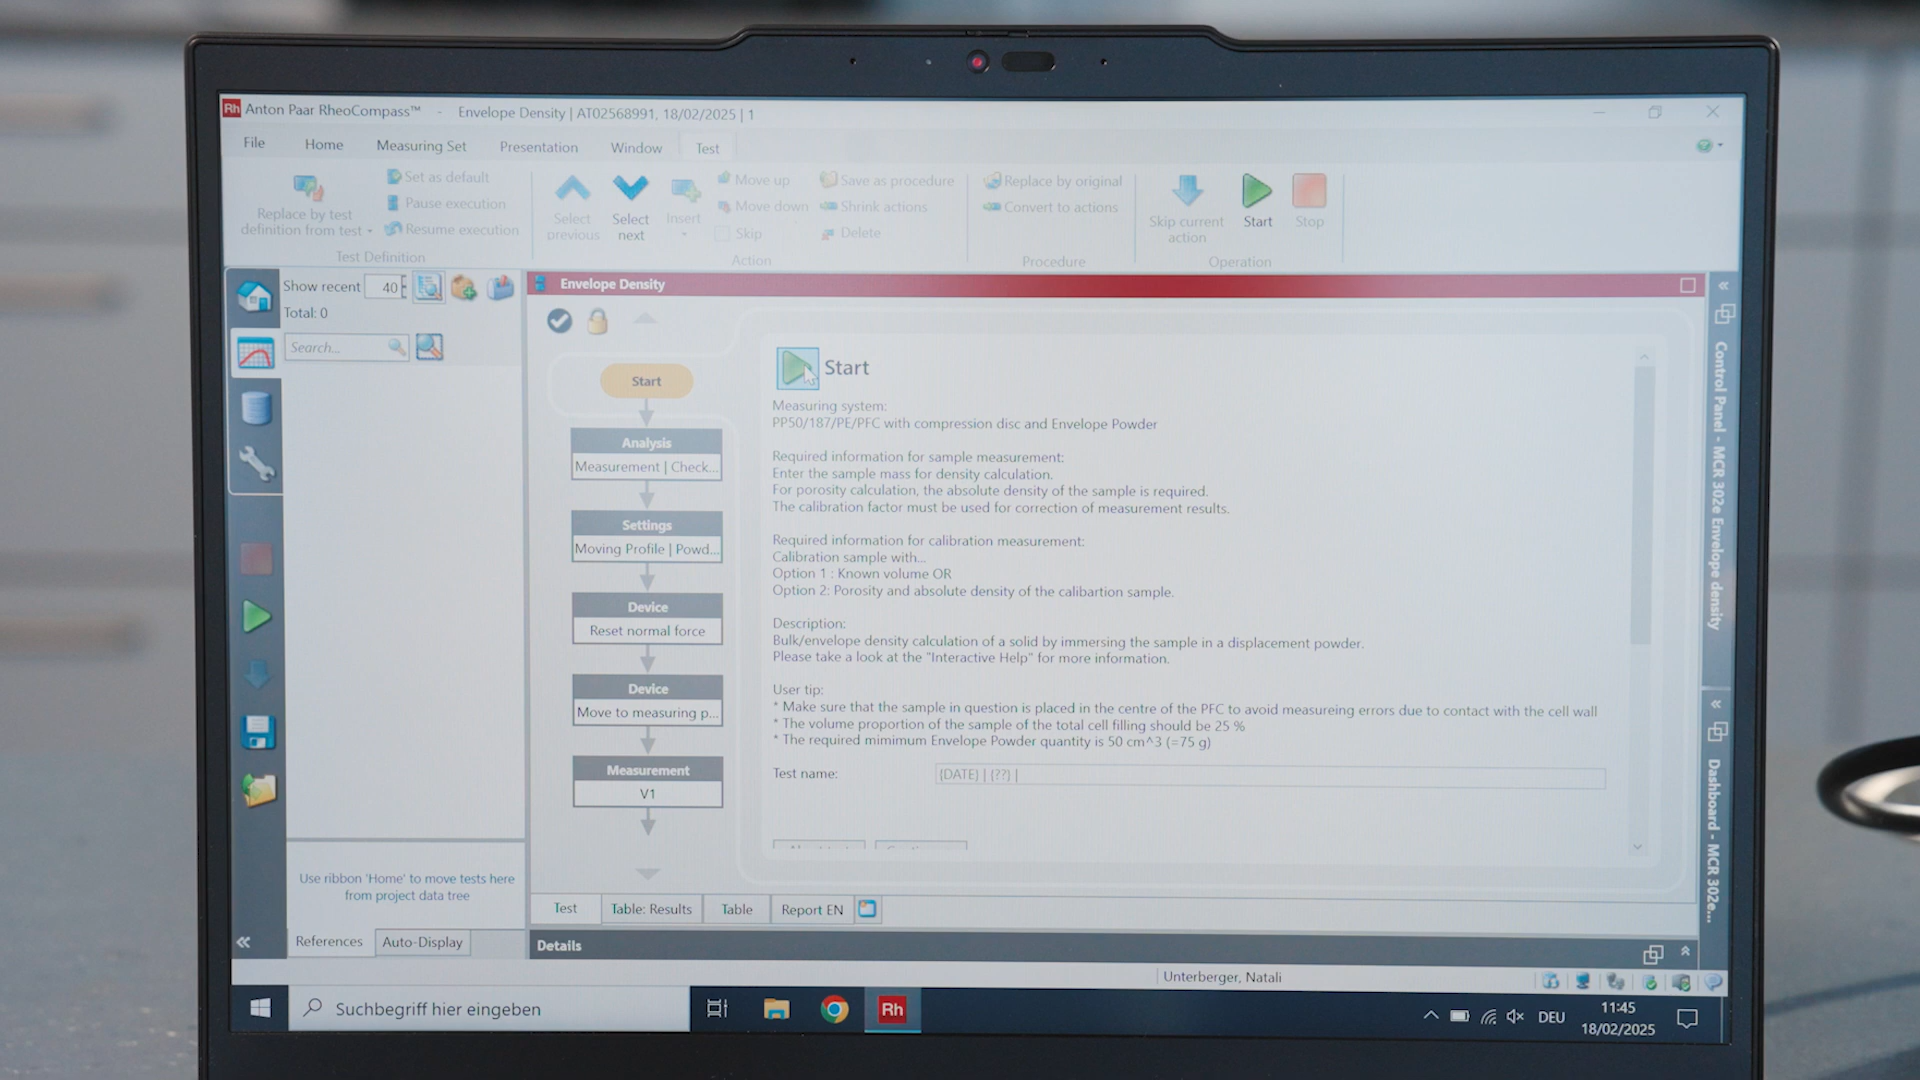 Rh Anton Paar RheoCompass™ - Envelope Density | AT02568991, 18/02/2025 | 1
File Home Measuring Set Presentation Window Test
Replace by test
definition from test
Set as default
Pause execution
Resume execution
Test Definition
Select
previous
Select
next
Insert
Move up
Move down
Skip
Save as procedure
Shrink actions
Delete
Action
Replace by original
Convert to actions
Procedure
Skip current
action
Start
Stop
Operation
Show recent 40
Total: 0
Search...
Use ribbon 'Home' to move tests here
from project data tree
References Auto-Display
Envelope Density
Start
Analysis
Measurement | Check...
Settings
Moving Profile | Powd...
Device
Reset normal force
Device
Move to measuring p...
Measurement
V1
Start
Measuring system:
PP50/187/PE/PFC with compression disc and Envelope Powder
Required information for sample measurement:
Enter the sample mass for density calculation.
For porosity calculation, the absolute density of the sample is required.
The calibration factor must be used for correction of measurement results.
Required information for calibration measurement:
Calibration sample with...
Option 1 : Known volume OR
Option 2: Porosity and absolute density of the calibartion sample.
Description:
Bulk/envelope density calculation of a solid by immersing the sample in a displacement powder.
Please take a look at the "Interactive Help" for more information.
User tip:
* Make sure that the sample in question is placed in the centre of the PFC to avoid measureing errors due to contact with the cell wall
* The volume proportion of the sample of the total cell filling should be 25 %
* The required mimimum Envelope Powder quantity is 50 cm^3 (=75 g)
Test name: {DATE} | {??} |
Test Table: Results Table Report EN
Details
Control Panel - MCR 302e Envelope density
Dashboard - MCR 302e...
Unterberger, Natali
Suchbegriff hier eingeben
Rh
DEU
11:45
18/02/2025